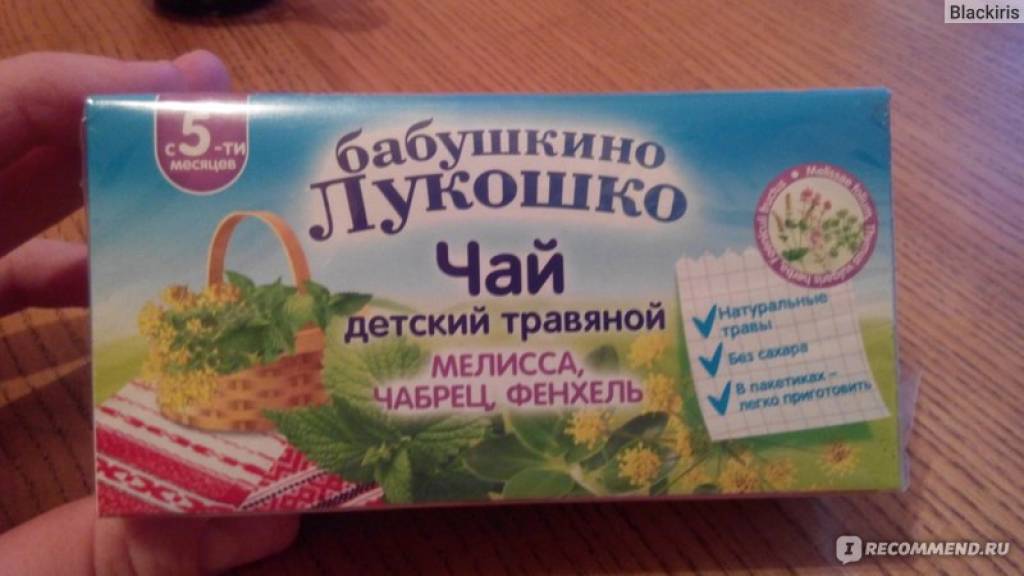 Blackiris
с 5-ти
месяцев
бабушкино
Лукошко
Чай
детский травяной
МЕЛИССА,
ЧАБРЕЦ, ФЕНХЕЛЬ
Натуральные
травы
Без сахара
В пакетиках –
легко приготовить
IRECOMMEND.RU